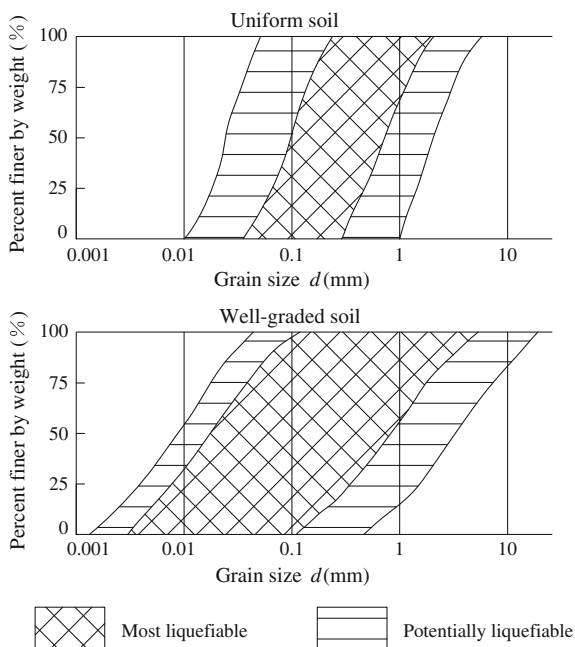 Uniform soil
Percent finer by weight (%)
100
75
50
25
0
0.001 0.01 0.1 1 10
Grain size d(mm)
Well-graded soil
Percent finer by weight (%)
100
75
50
25
0
0.001 0.01 0.1 1 10
Grain size d(mm)
Most liquefiable Potentially liquefiable